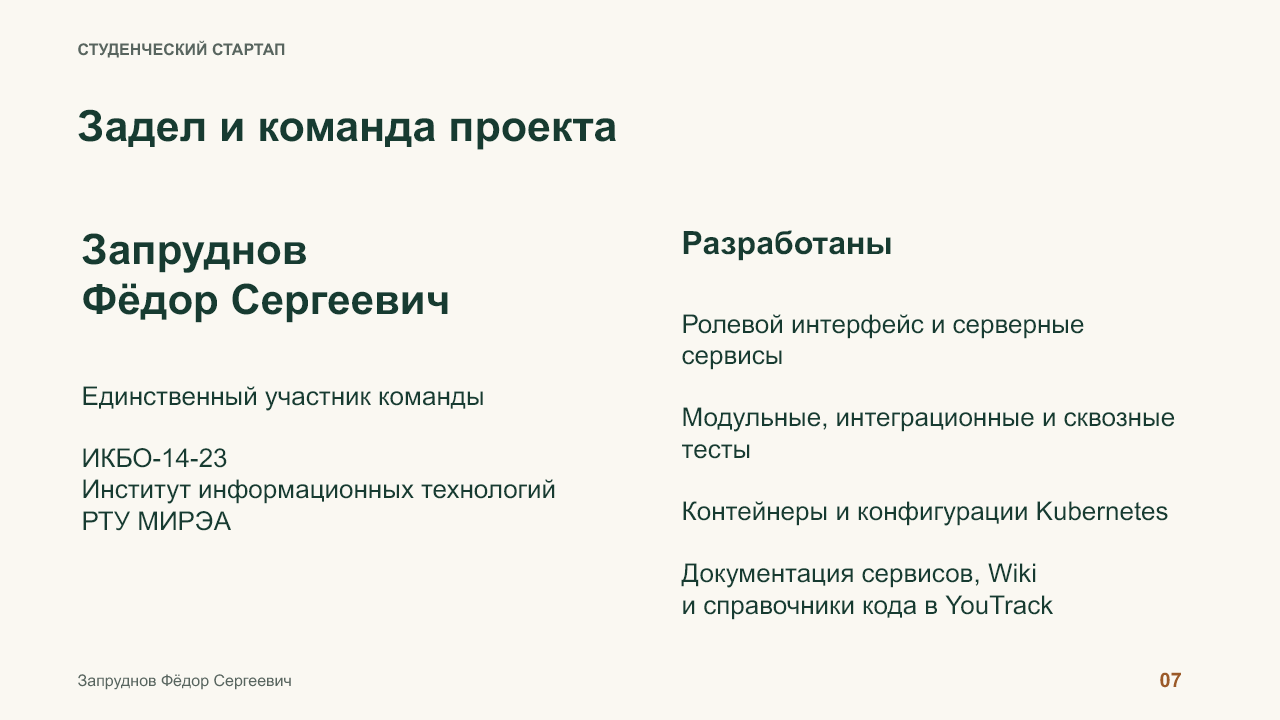 СТУДЕНЧЕСКИЙ СТАРТАП
Задел и команда проекта
Запруднов
Фёдор Сергеевич
Единственный участник команды
ИКБО-14-23
Институт информационных технологий
РТУ МИРЭА
Разработаны
Ролевой интерфейс и серверные
сервисы
Модульные, интеграционные и сквозные
тесты
Контейнеры и конфигурации Kubernetes
Документация сервисов, Wiki
и справочники кода в YouTrack
Запруднов Фёдор Сергеевич
07